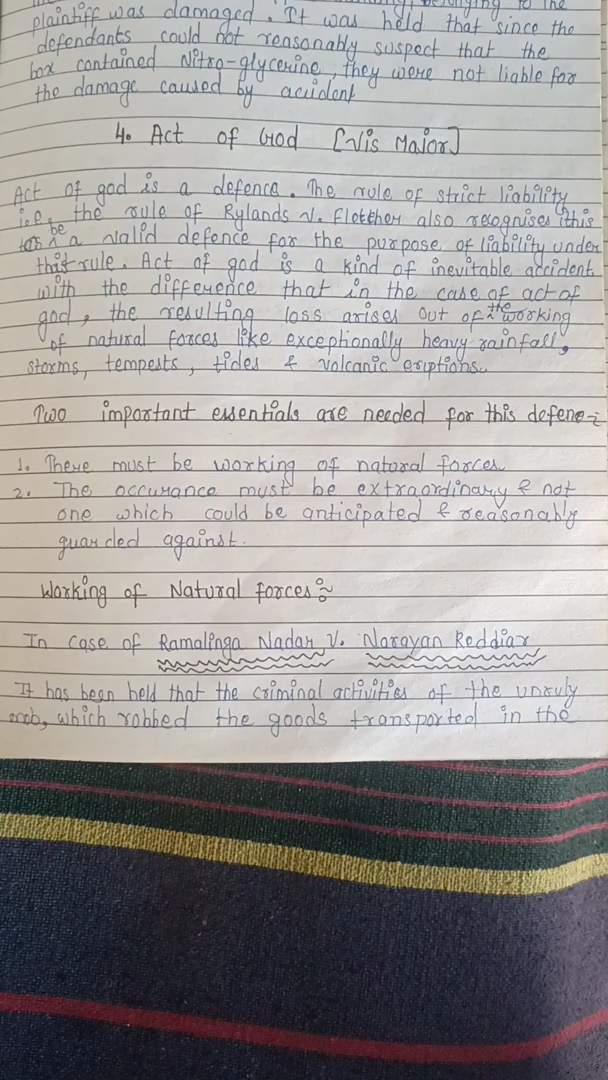 belonging to the
plaintiff was damaged. It was held that since the
defendants could not reasonably suspect that the
box contained Nitro-glycerine, they were not liable for
the damage caused by accident
4. Act of God [Vis Major]
Act of god is a defence. The rule of strict liability
i.e, the rule of Rylands v. Fletcher also recognises this
to be a valid defence for the purpose of liability under
that rule. Act of god is a kind of inevitable accident
with the difference that in the case of act of
god, the resulting loss arises out of the working
of natural forces like exceptionally heavy rainfall,
storms, tempests, tides & volcanic eruptions.
Two important essentials are needed for this defence:-
1. There must be working of natural forces
2. The occurance must be extraordinary & not
one which could be anticipated & reasonably
guarded against.
Working of Natural forces:-
In case of Ramalinga Nadar V. Narayan Reddiar
It has been held that the criminal activities of the unruly
mob, which robbed the goods transported in the